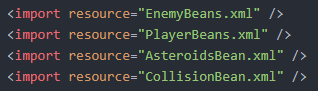 <import resource="EnemyBeans.xml" />
<import resource="PlayerBeans.xml" />
<import resource="AsteroidsBean.xml" />
<import resource="CollisionBean.xml" />